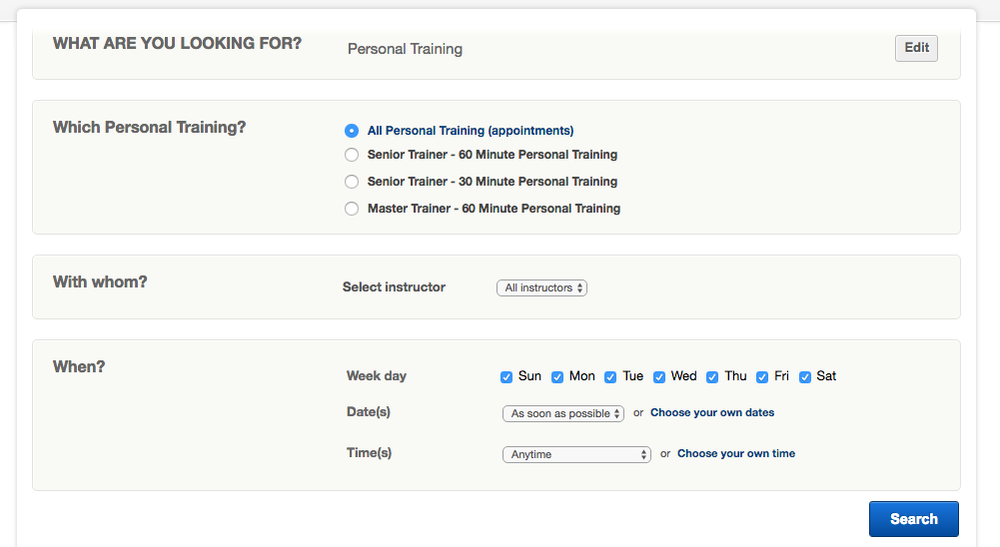 WHAT ARE YOU LOOKING FOR? Personal Training Edit
Which Personal Training?
All Personal Training (appointments)
Senior Trainer - 60 Minute Personal Training
Senior Trainer - 30 Minute Personal Training
Master Trainer - 60 Minute Personal Training
With whom? Select instructor All instructors
When?
Week day Sun Mon Tue Wed Thu Fri Sat
Date(s) As soon as possible or Choose your own dates
Time(s) Anytime or Choose your own time
Search